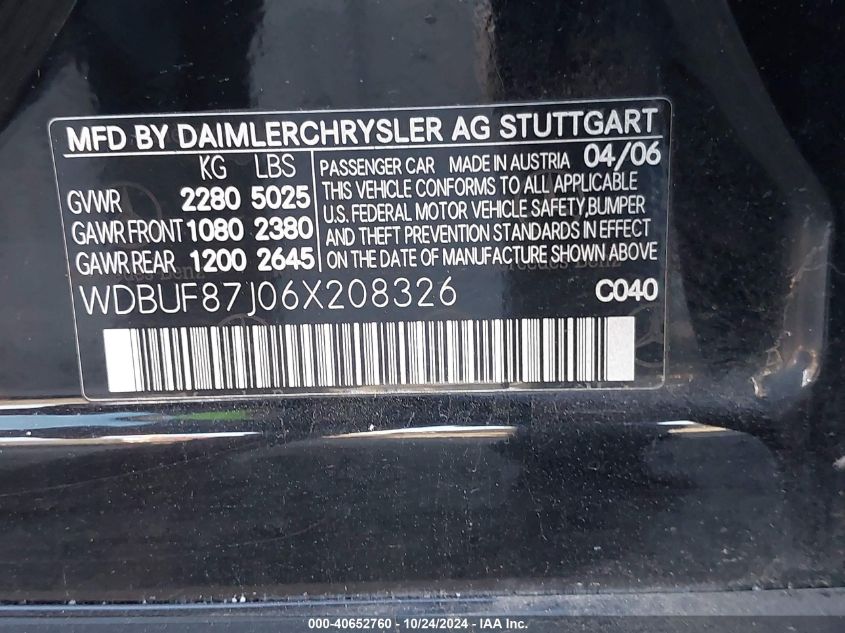 MFD BY DAIMLERCHRYSLER AG STUTTGART
KG LBS
GVWR 2280 5025
GAWR FRONT 1080 2380
GAWR REAR 1200 2645
PASSENGER CAR MADE IN AUSTRIA 04/06
THIS VEHICLE CONFORMS TO ALL APPLICABLE
U.S. FEDERAL MOTOR VEHICLE SAFETY, BUMPER
AND THEFT PREVENTION STANDARDS IN EFFECT
ON THE DATE OF MANUFACTURE SHOWN ABOVE
WDBUF87J06X208326 C040
000-40652760 - 10/24/2024 - IAA Inc.